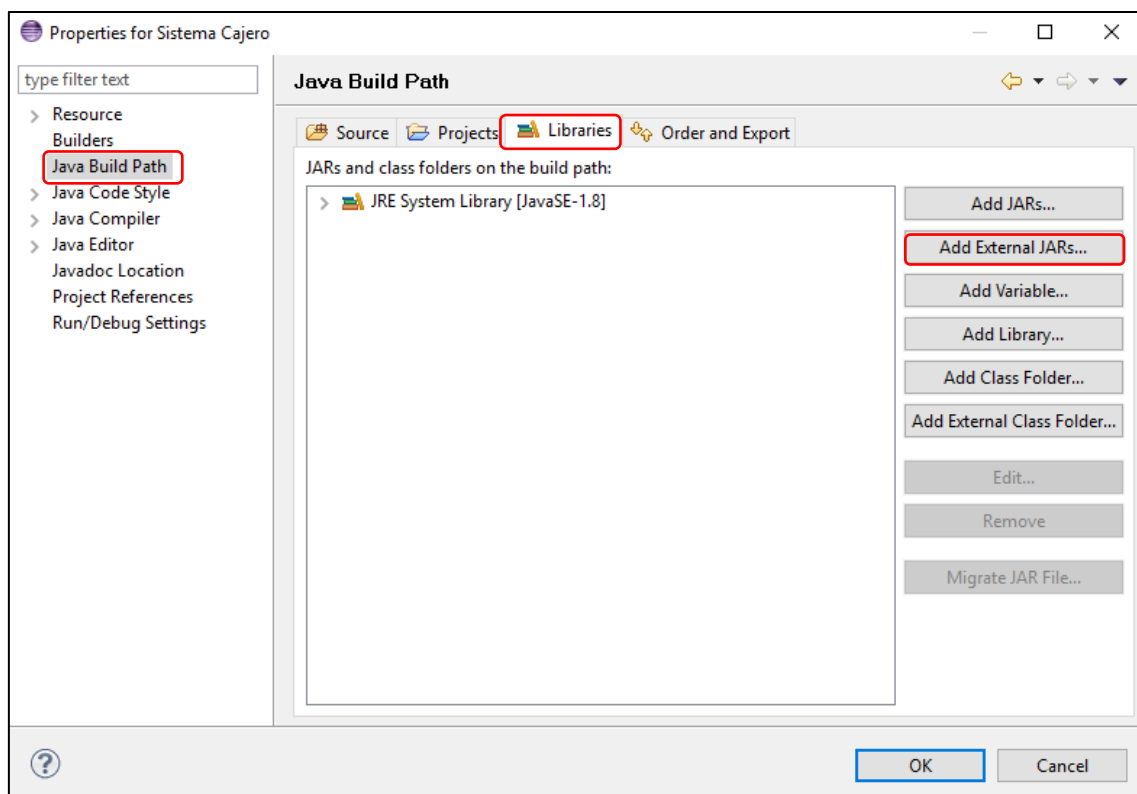 Properties for Sistema Cajero
type filter text
Resource
Builders
Java Build Path
Java Code Style
Java Compiler
Java Editor
Javadoc Location
Project References
Run/Debug Settings
Java Build Path
Source Projects Libraries Order and Export
JARs and class folders on the build path:
JRE System Library [JavaSE-1.8]
Add JARs...
Add External JARs...
Add Variable...
Add Library...
Add Class Folder...
Add External Class Folder...
Edit...
Remove
Migrate JAR File...
?
OK Cancel